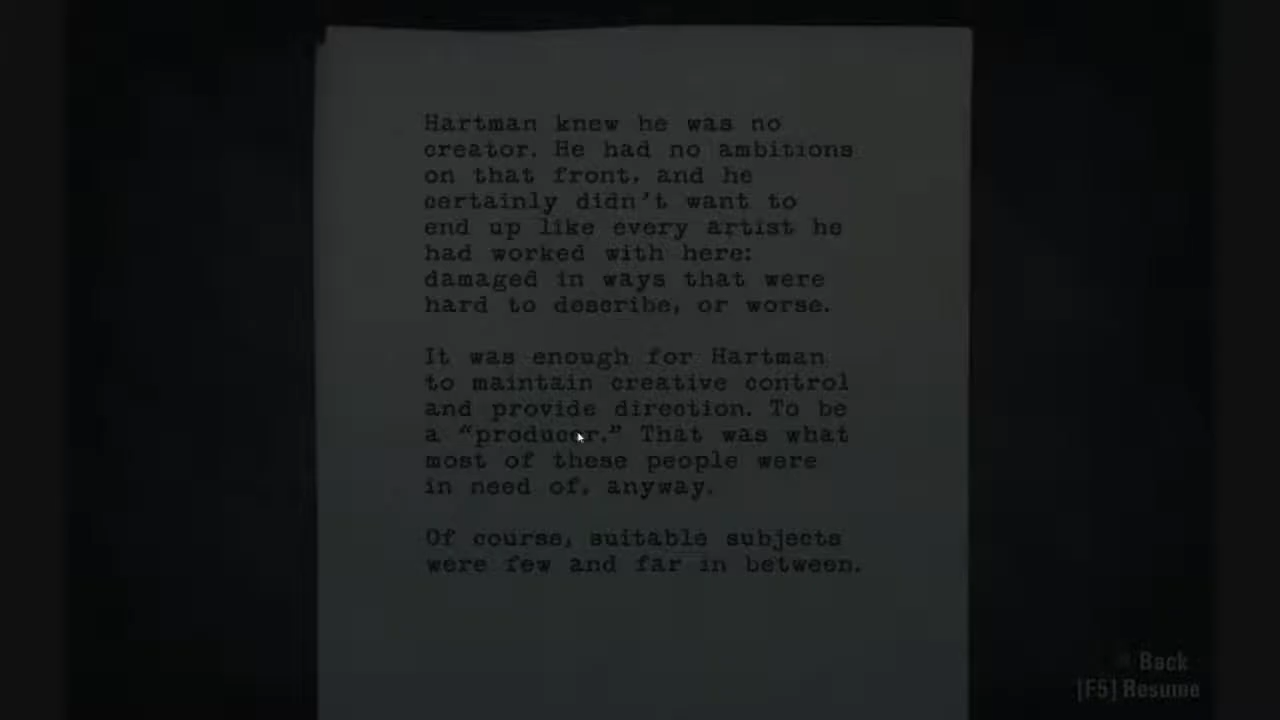 Hartman knew he was no
creator. He had no ambitions
on that front, and he
certainly didn't want to
end up like every artist he
had worked with here:
damaged in ways that were
hard to describe, or worse.
It was enough for Hartman
to maintain creative control
and provide direction. To be
a “producer.” That was what
most of these people were
in need of, anyway.
Of course, suitable subjects
were few and far in between.
Back
[F5] Resume